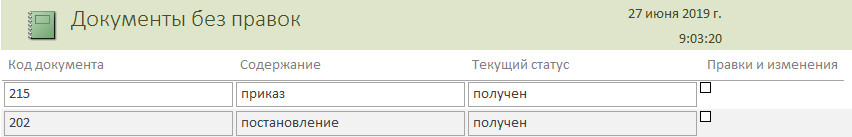 Документы без правок
27 июня 2019 г.
9:03:20
Код документа Содержание Текущий статус Правки и изменения
215 приказ получен
202 постановление получен